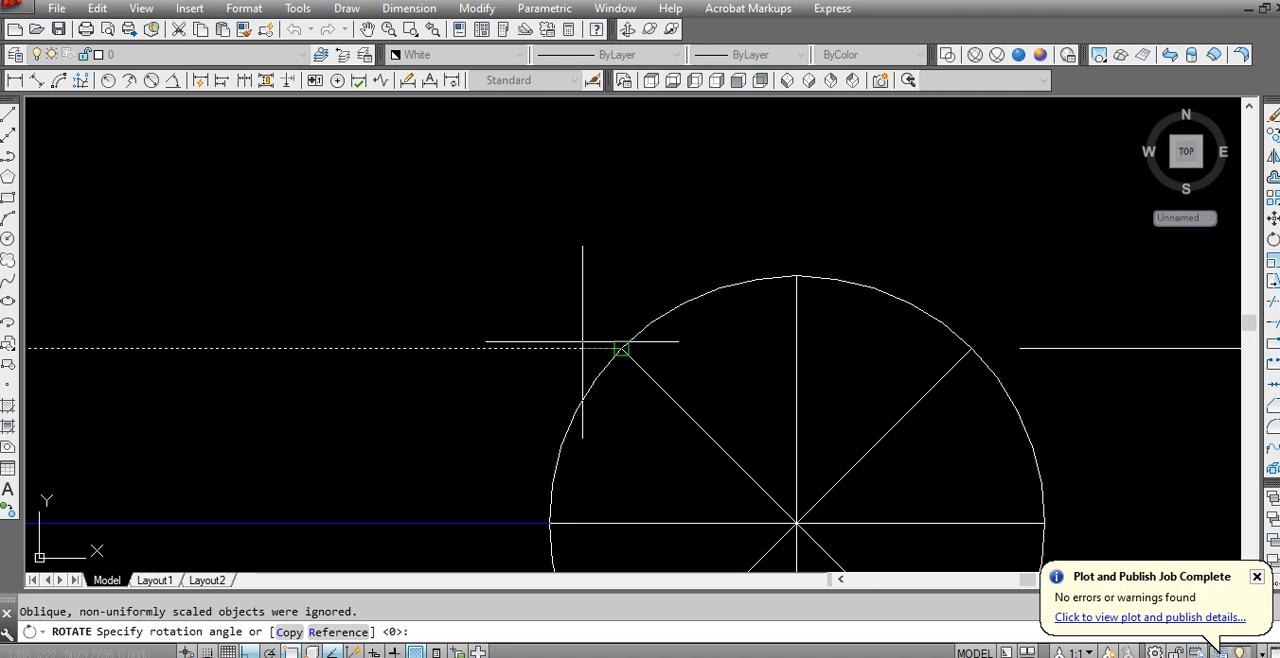 File Edit View Insert Format Tools Draw Dimension Modify Parametric Window Help Acrobat Markups Express
0 White ByLayer ByLayer ByColor
Standard
N
W TOP E
S
Unnamed
Y
X
Model Layout1 Layout2
Plot and Publish Job Complete
No errors or warnings found
Click to view plot and publish details...
Oblique, non-uniformly scaled objects were ignored.
ROTATE Specify rotation angle or [Copy Reference] <0>:
MODEL 1:1